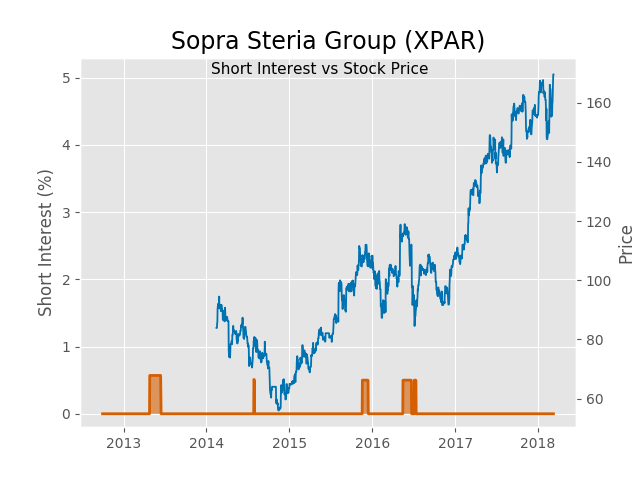 Sopra Steria Group (XPAR)
Short Interest vs Stock Price
Short Interest (%)
5
4
3
2
1
0
160
140
120
100
80
60
Price
2013 2014 2015 2016 2017 2018